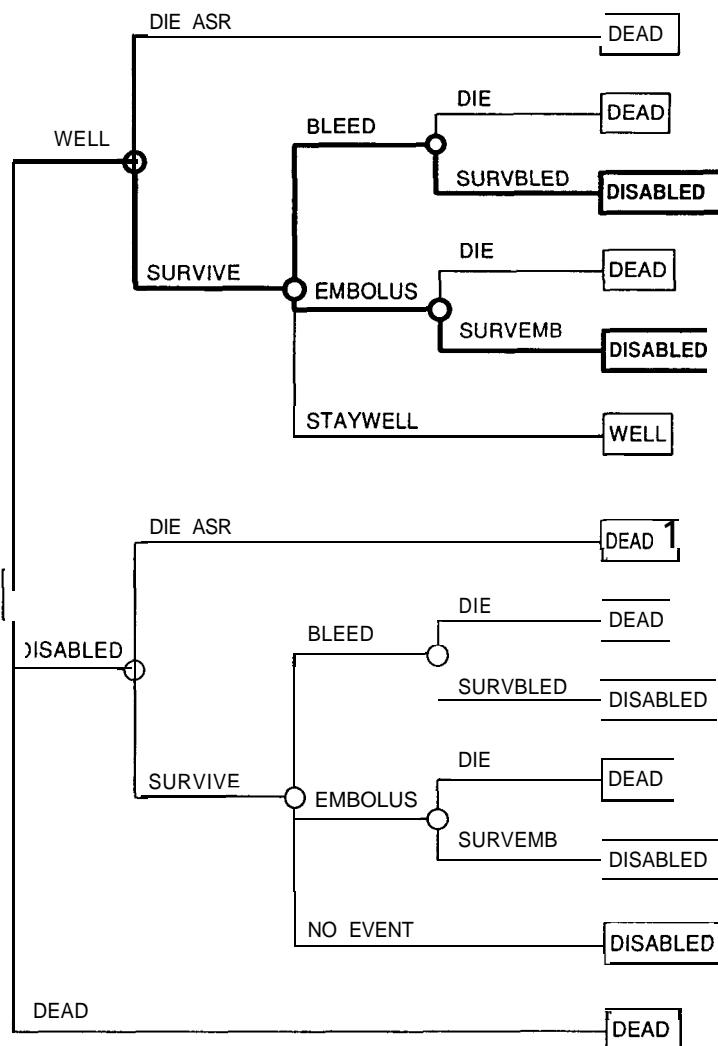 DIE ASR
DEAD
WELL
DIE
DEAD
BLEED
SURVBLED
DISABLED
DIE
DEAD
SURVIVE
EMBOLUS
SURVEMB
DISABLED
STAYWELL
WELL
DIE ASR
DEAD 1
DIE
DEAD
BLEED
ISABLED
SURVBLED
DISABLED
DIE
DEAD
SURVIVE
EMBOLUS
SURVEMB
DISABLED
NO EVENT
DISABLED
DEAD
DEAD